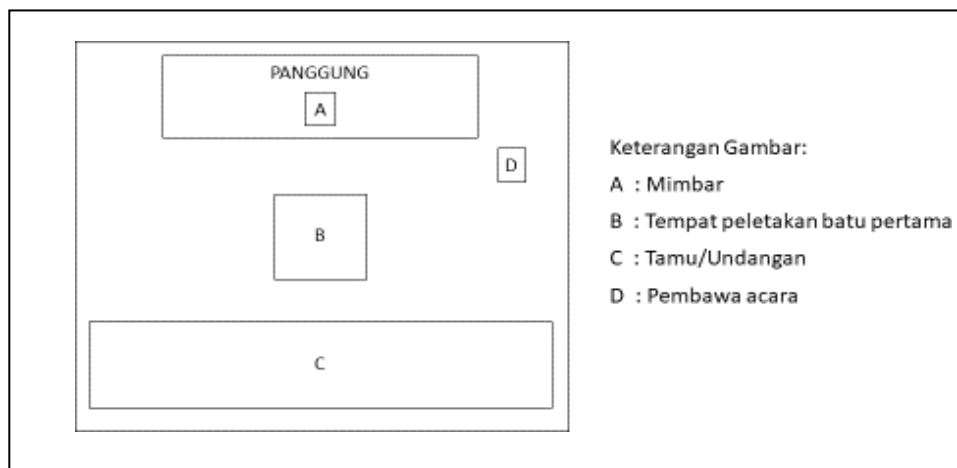 PANGGUNG
A
D
B
C
Keterangan Gambar:
A : Mimbar
B : Tempat peletakan batu pertama
C : Tamu/Undangan
D : Pembawa acara